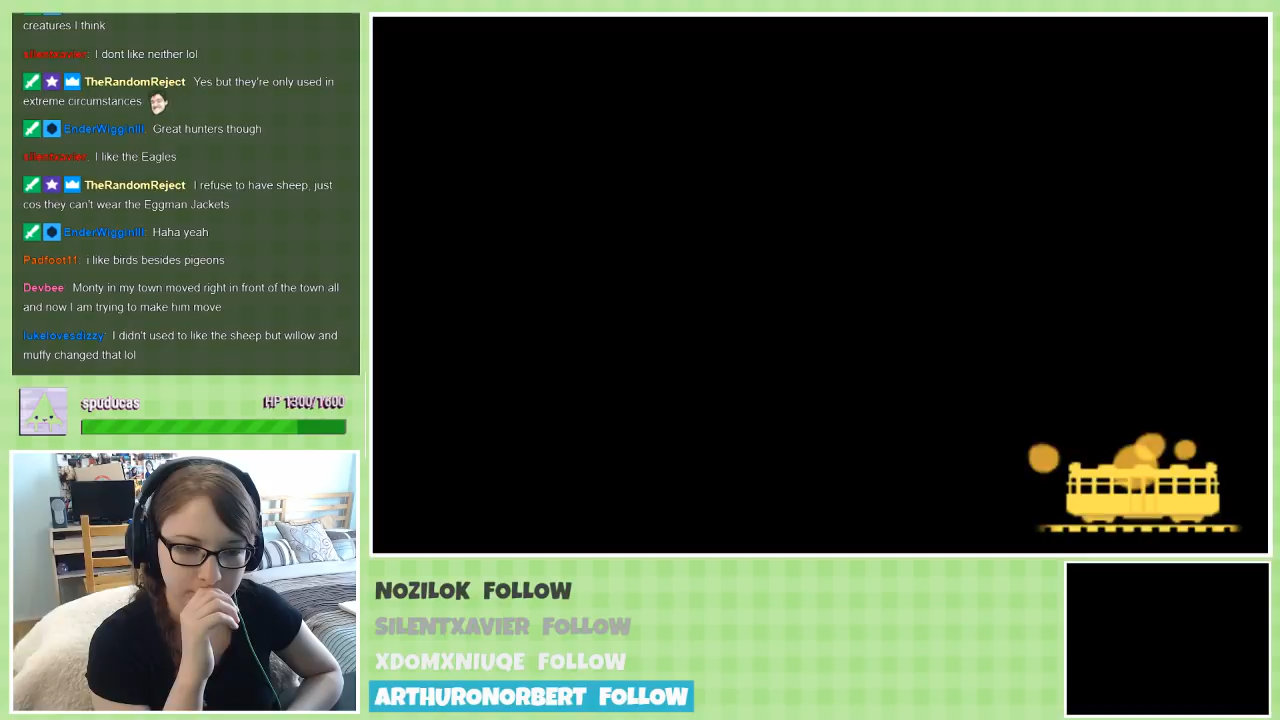 creatures I think
silentxavier: I dont like neither lol
TheRandomReject Yes but they're only used in
extreme circumstances
EnderWigginIII: Great hunters though
silentxavier: I like the Eagles
TheRandomReject I refuse to have sheep, just
cos they can't wear the Eggman Jackets
EnderWigginIII: Haha yeah
Padfoot11: i like birds besides pigeons
Devbee: Monty in my town moved right in front of the town all
and now I am trying to make him move
lukelovesdizzy: I didn't used to like the sheep but willow and
muffy changed that lol
spuducas HP 1300/1600
NOZILOK FOLLOW
SILENTXAVIER FOLLOW
XDOMXNIUQE FOLLOW
ARTHURONORBERT FOLLOW